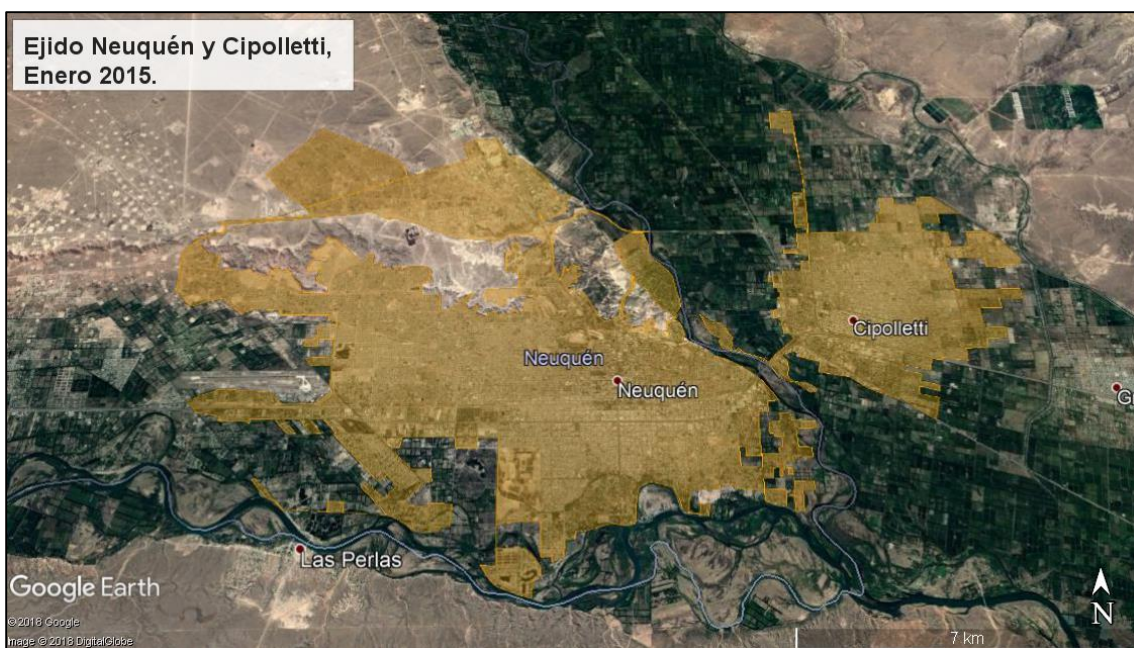 Ejido Neuquén y Cipolletti,
Enero 2015.
Cipolletti
Neuquén
Neuquén
G
Las Perlas
Google Earth
N
©2018 Google
Image © 2018 DigitalGlobe
7 km